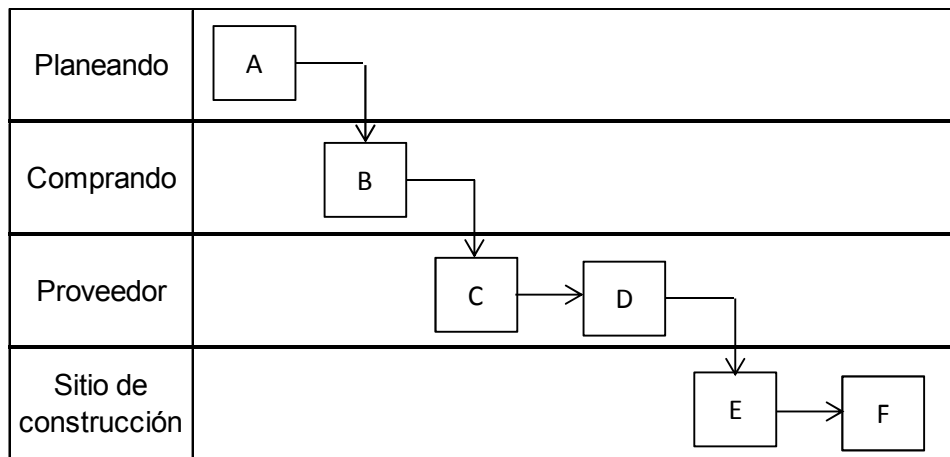 Planeando
A
Comprando
B
Proveedor
C
D
Sitio de
construcción
E
F